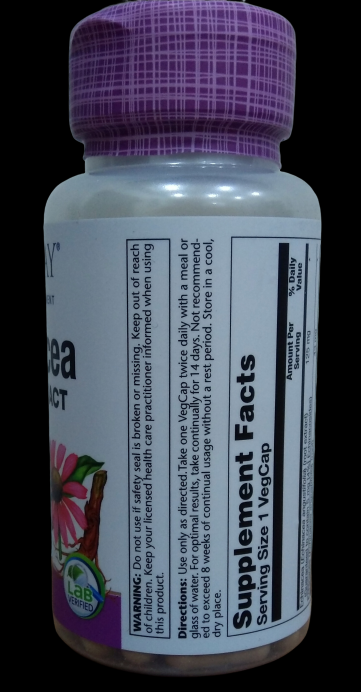 AY®
cea
ACT
LaB
VERIFIED
WARNING: Do not use if safety seal is broken or missing. Keep out of reach
of children. Keep your licensed health care practitioner informed when using
this product.
Directions: Use only as directed. Take one VegCap twice daily with a meal or
glass of water. For optimal results, take continually for 14 days. Not recommend-
ed to exceed 8 weeks of continual usage without a rest period. Store in a cool,
dry place.
Supplement Facts
Serving Size 1 VegCap
Amount Per
Serving
% Daily
Value
125 mg